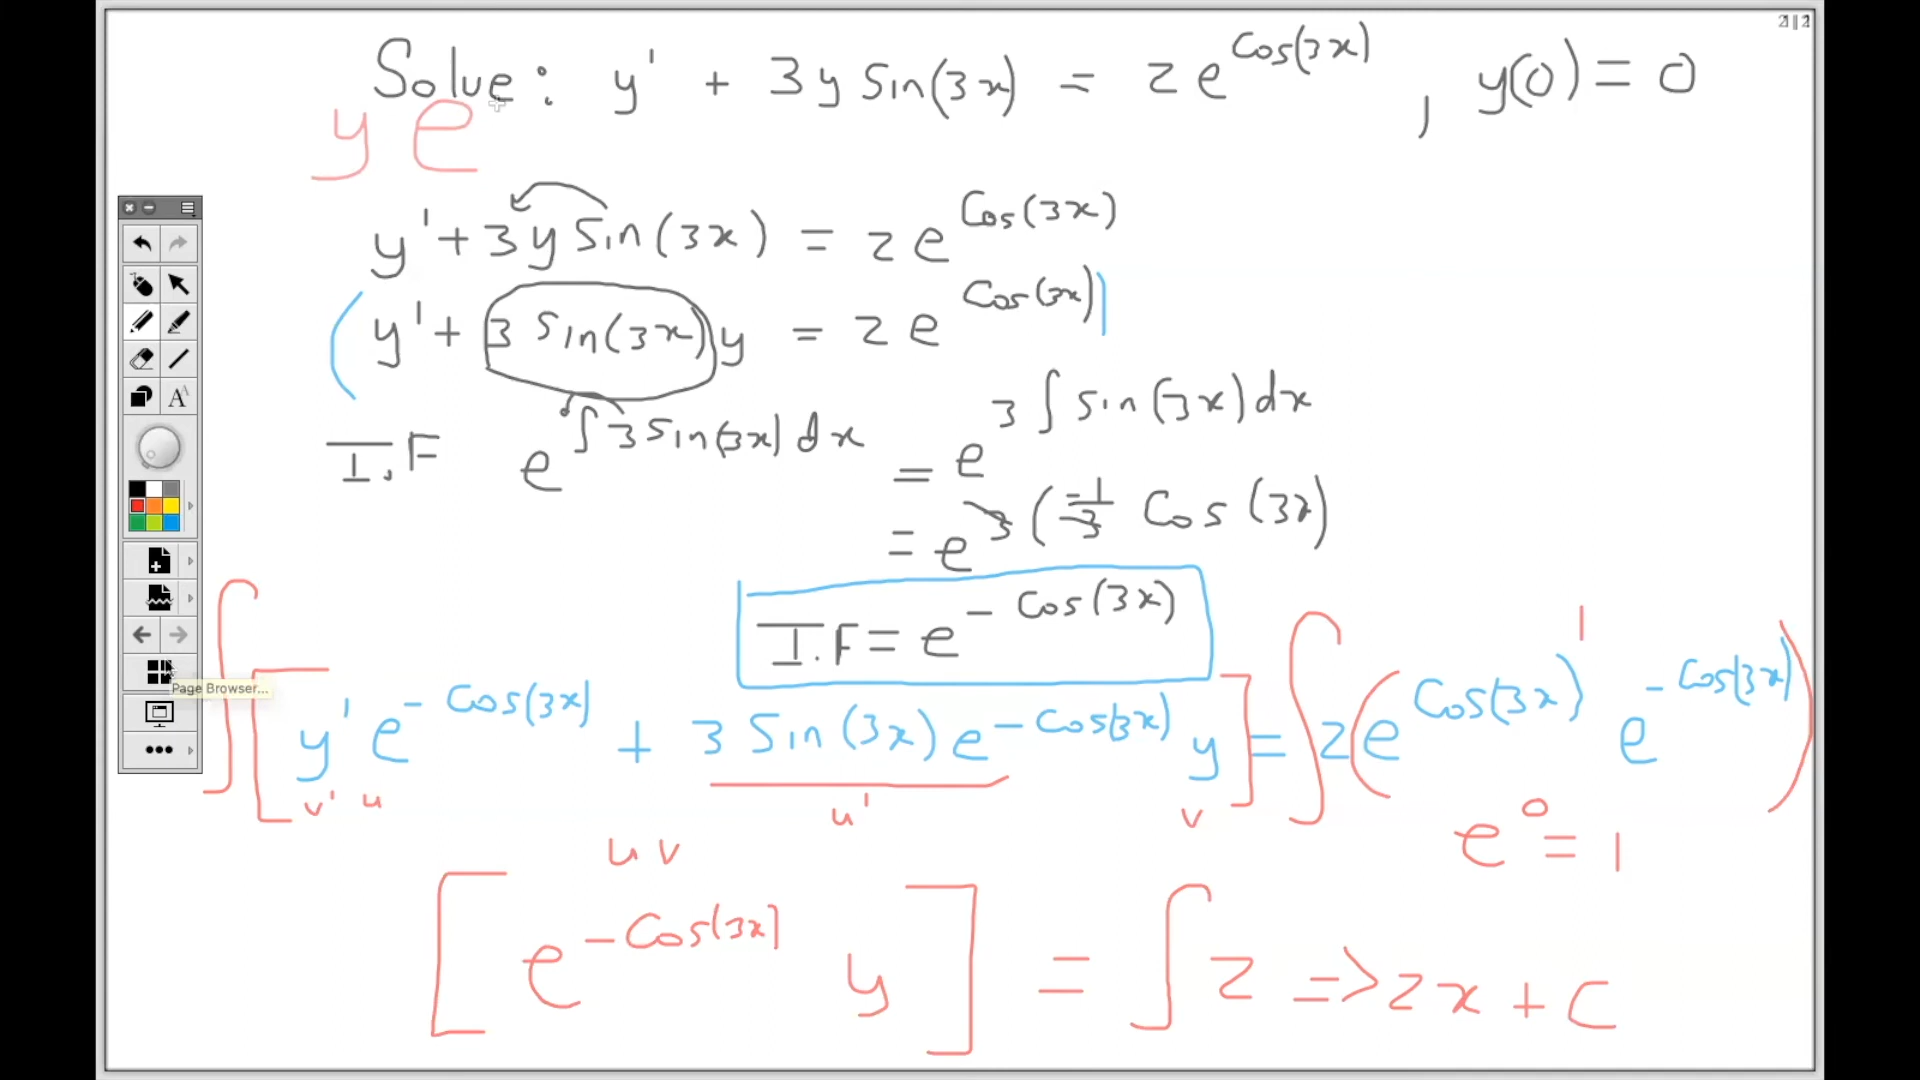 2|2
Solve: y' + 3y Sin(3x) = 2e^{Cos(3x)}, y(0) = 0
y e
y' + 3y Sin(3x) = 2e^{Cos(3x)}
(y' + 3 Sin(3x) y = 2e^{Cos(3x)})
I.F e^{∫3 Sin(3x) dx} = e^{3 ∫ Sin(3x) dx}
= e^{3 (-1/3 Cos(3x)}
I.F = e^{- Cos(3x)}
∫[y' e^{- Cos(3x)} + 3 Sin(3x) e^{- Cos(3x)} y] = ∫2(e^{Cos(3x)} e^{- Cos(3x)})
1
v' u u' v
e^0 = 1
u v
[e^{- Cos(3x)} y] = ∫2 => 2x + C
A
Page Browser...